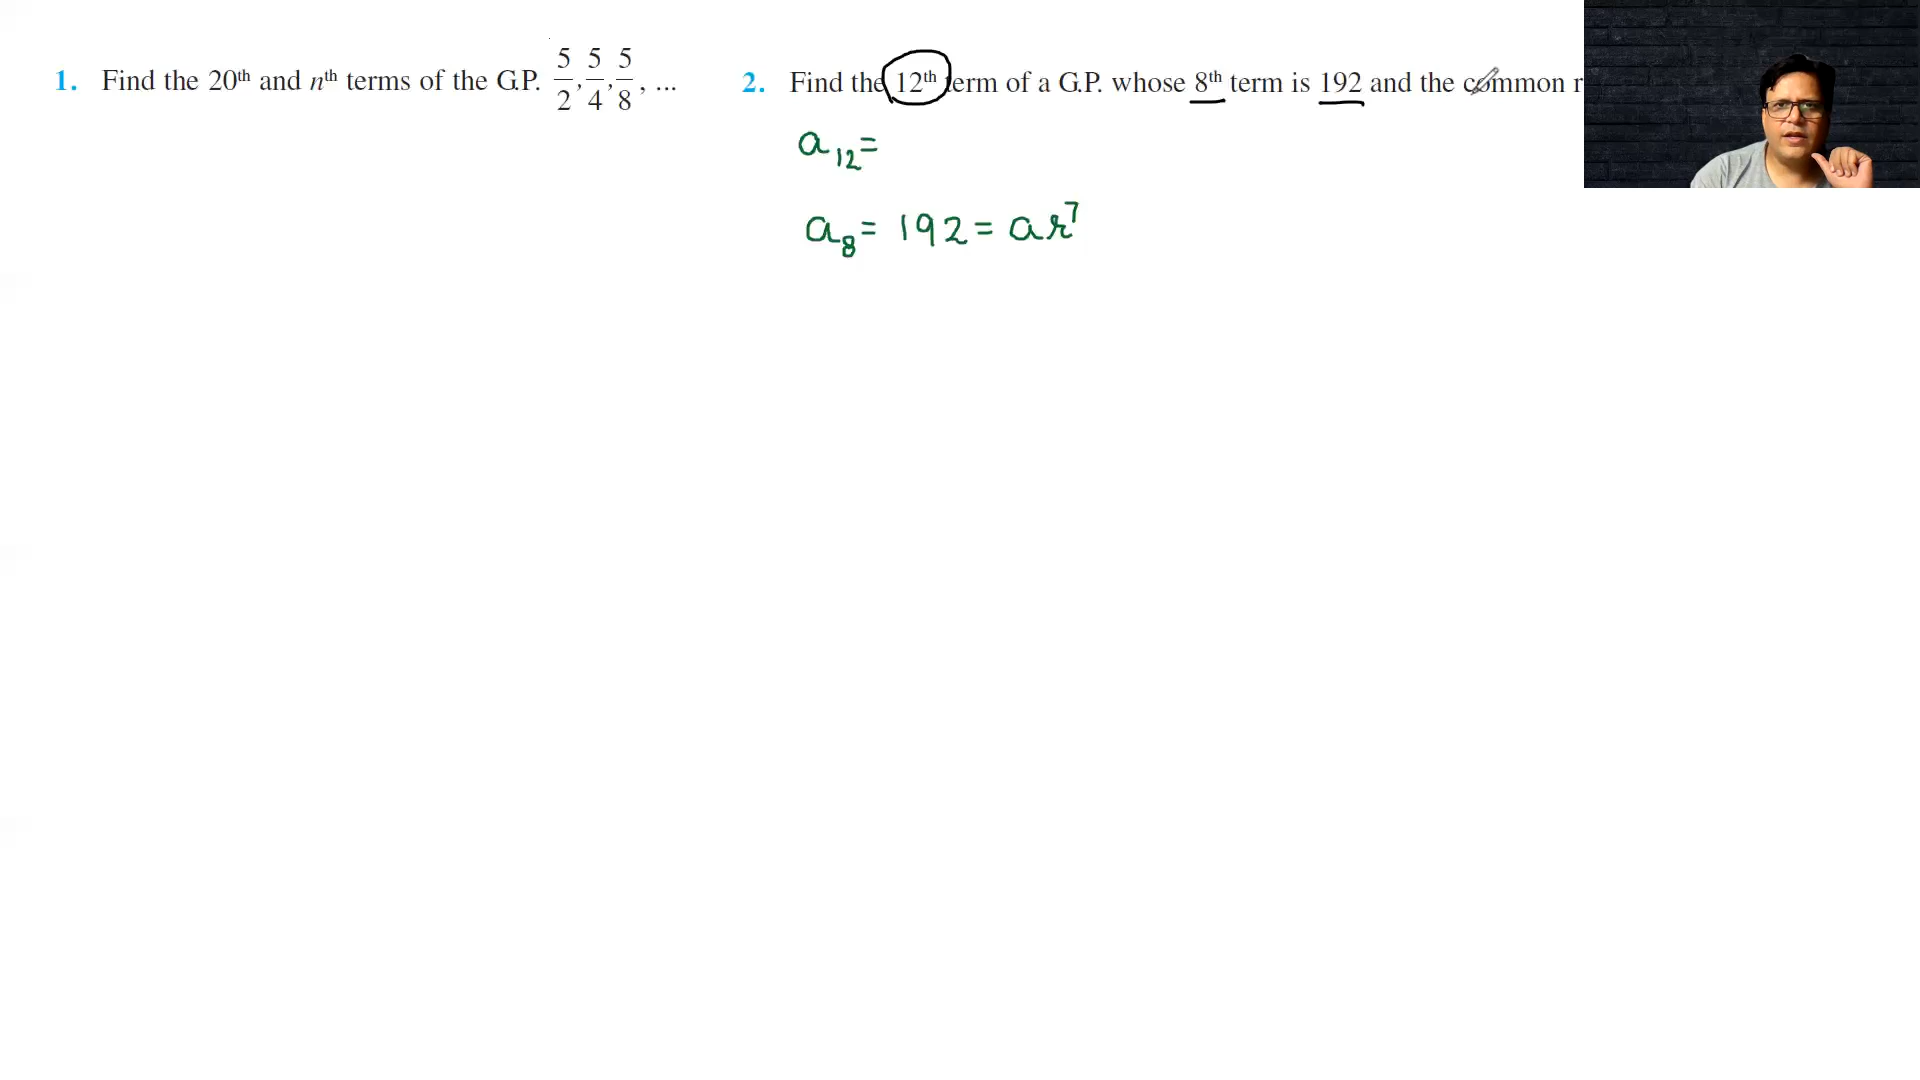 1. Find the 20th and nth terms of the G.P. 5/2, 5/4, 5/8, ...
2. Find the 12th term of a G.P. whose 8th term is 192 and the common r
a12 =
a8 = 192 = ar⁷